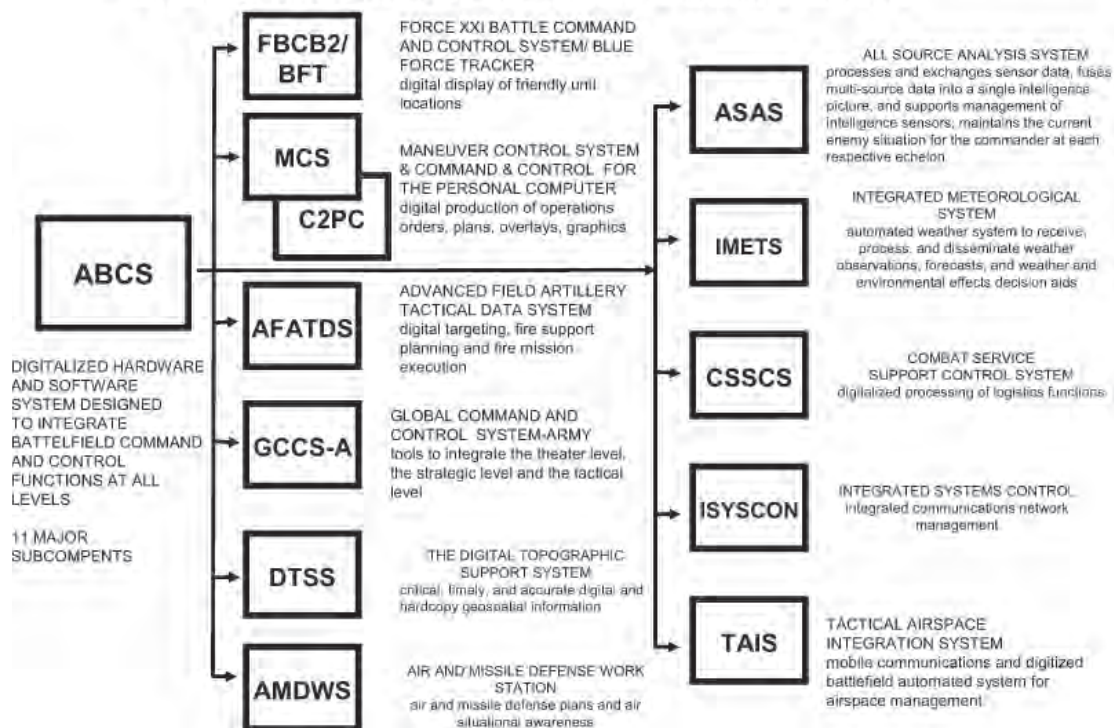 ABCS
DIGITALIZED HARDWARE
AND SOFTWARE
SYSTEM DESIGNED
TO INTEGRATE
BATTELFIELD COMMAND
AND CONTROL
FUNCTIONS AT ALL
LEVELS
11 MAJOR
SUBCOMPENTS
FBCB2/
BFT
FORCE XXI BATTLE COMMAND
AND CONTROL SYSTEM/ BLUE
FORCE TRACKER
digital display of friendly unit
locations
MCS
C2PC
MANEUVER CONTROL SYSTEM
& COMMAND & CONTROL FOR
THE PERSONAL COMPUTER
digital production of operations
orders, plans, overlays, graphics
AFATDS
ADVANCED FIELD ARTILLERY
TACTICAL DATA SYSTEM
digital targeting, fire support
planning and fire mission
execution
GCCS-A
GLOBAL COMMAND AND
CONTROL SYSTEM-ARMY
tools to integrate the theater level,
the strategic level and the tactical
level
DTSS
THE DIGITAL TOPOGRAPHIC
SUPPORT SYSTEM
critical, timely, and accurate digital and
hardcopy geospatial information
AMDWS
AIR AND MISSILE DEFENSE WORK
STATION
air and missile defense plans and air
situational awareness
ASAS
ALL SOURCE ANALYSIS SYSTEM
processes and exchanges sensor data, fuses
multi-source data into a single intelligence
picture, and supports management of
intelligence sensors; maintains the current
enemy situation for the commander at each
respective echelon
IMETS
INTEGRATED METEOROLOGICAL
SYSTEM
automated weather system to receive,
process, and disseminate weather
observations, forecasts, and weather and
environmental effects decision aids
CSSCS
COMBAT SERVICE
SUPPORT CONTROL SYSTEM
digitalized processing of logistics functions
ISYSCON
INTEGRATED SYSTEMS CONTROL
integrated communications network
management
TAIS
TACTICAL AIRSPACE
INTEGRATION SYSTEM
mobile communications and digitized
battlefield automated system for
airspace management